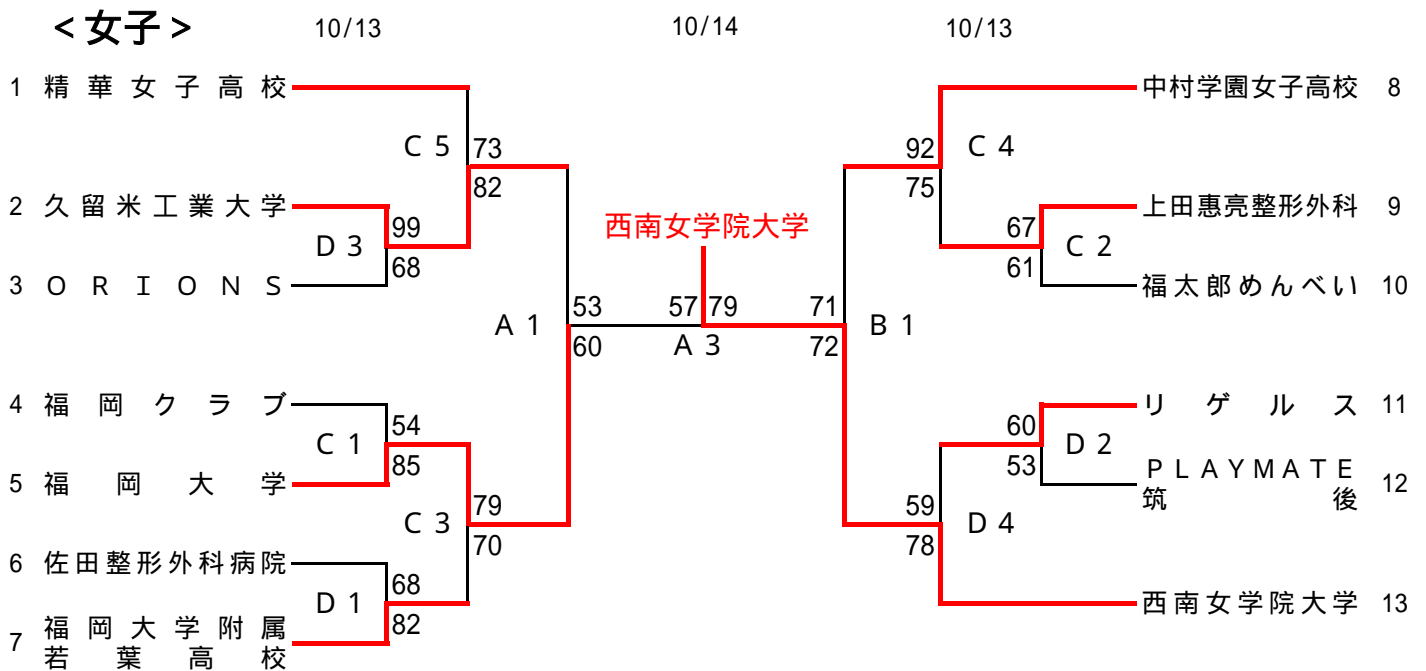 ＜女子＞ 10/13 10/14 10/13
1 精華女子高校
中村学園女子高校 8
C5 73
82
92 C4
75
2 久留米工業大学
99
D3
68
3 ＯＲＩＯＮＳ
西南女学院大学
上田惠亮整形外科 9
67
C2
61
福太郎めんべい 10
A1 53
60
57 79
A3
71 B1
72
4 福岡クラブ
54
C1
85
5 福岡大学
リゲルス 11
60
D2
53
ＰＬＡＹＭＡＴＥ
筑後 12
79
C3
70
59
D4
78
6 佐田整形外科病院
68
D1
82
7 福岡大学附属
若葉高校
西南女学院大学 13